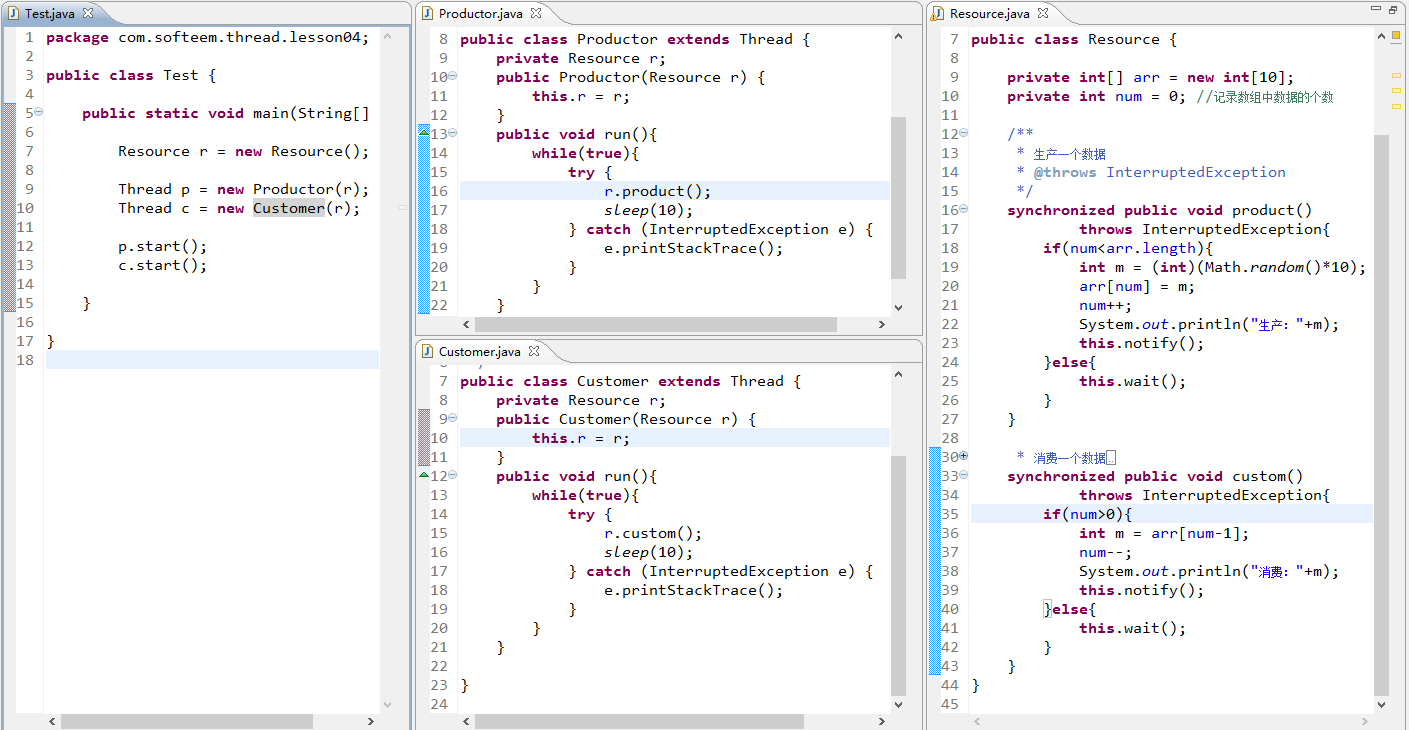 Test.java
1 package com.softeem.thread.lesson04;
2
3 public class Test {
4
5 public static void main(String[]
6
7 Resource r = new Resource();
8
9 Thread p = new Productor(r);
10 Thread c = new Customer(r);
11
12 p.start();
13 c.start();
14
15 }
16
17 }
18
Productor.java
8 public class Productor extends Thread {
9 private Resource r;
10 public Productor(Resource r) {
11 this.r = r;
12 }
13 public void run(){
14 while(true){
15 try {
16 r.product();
17 sleep(10);
18 } catch (InterruptedException e) {
19 e.printStackTrace();
20 }
21 }
22 }
Customer.java
7 public class Customer extends Thread {
8 private Resource r;
9 public Customer(Resource r) {
10 this.r = r;
11 }
12 public void run(){
13 while(true){
14 try {
15 r.custom();
16 sleep(10);
17 } catch (InterruptedException e) {
18 e.printStackTrace();
19 }
20 }
21 }
22
23 }
24
Resource.java
7 public class Resource {
8
9 private int[] arr = new int[10];
10 private int num = 0; //记录数组中数据的个数
11
12 /**
13 * 生产一个数据
14 * @throws InterruptedException
15 */
16 synchronized public void product()
17 throws InterruptedException{
18 if(num<arr.length){
19 int m = (int)(Math.random()*10);
20 arr[num] = m;
21 num++;
22 System.out.println("生产："+m);
23 this.notify();
24 }else{
25 this.wait();
26 }
27 }
28
30 * 消费一个数据
33 synchronized public void custom()
34 throws InterruptedException{
35 if(num>0){
36 int m = arr[num-1];
37 num--;
38 System.out.println("消费："+m);
39 this.notify();
40 }else{
41 this.wait();
42 }
43 }
44 }
45